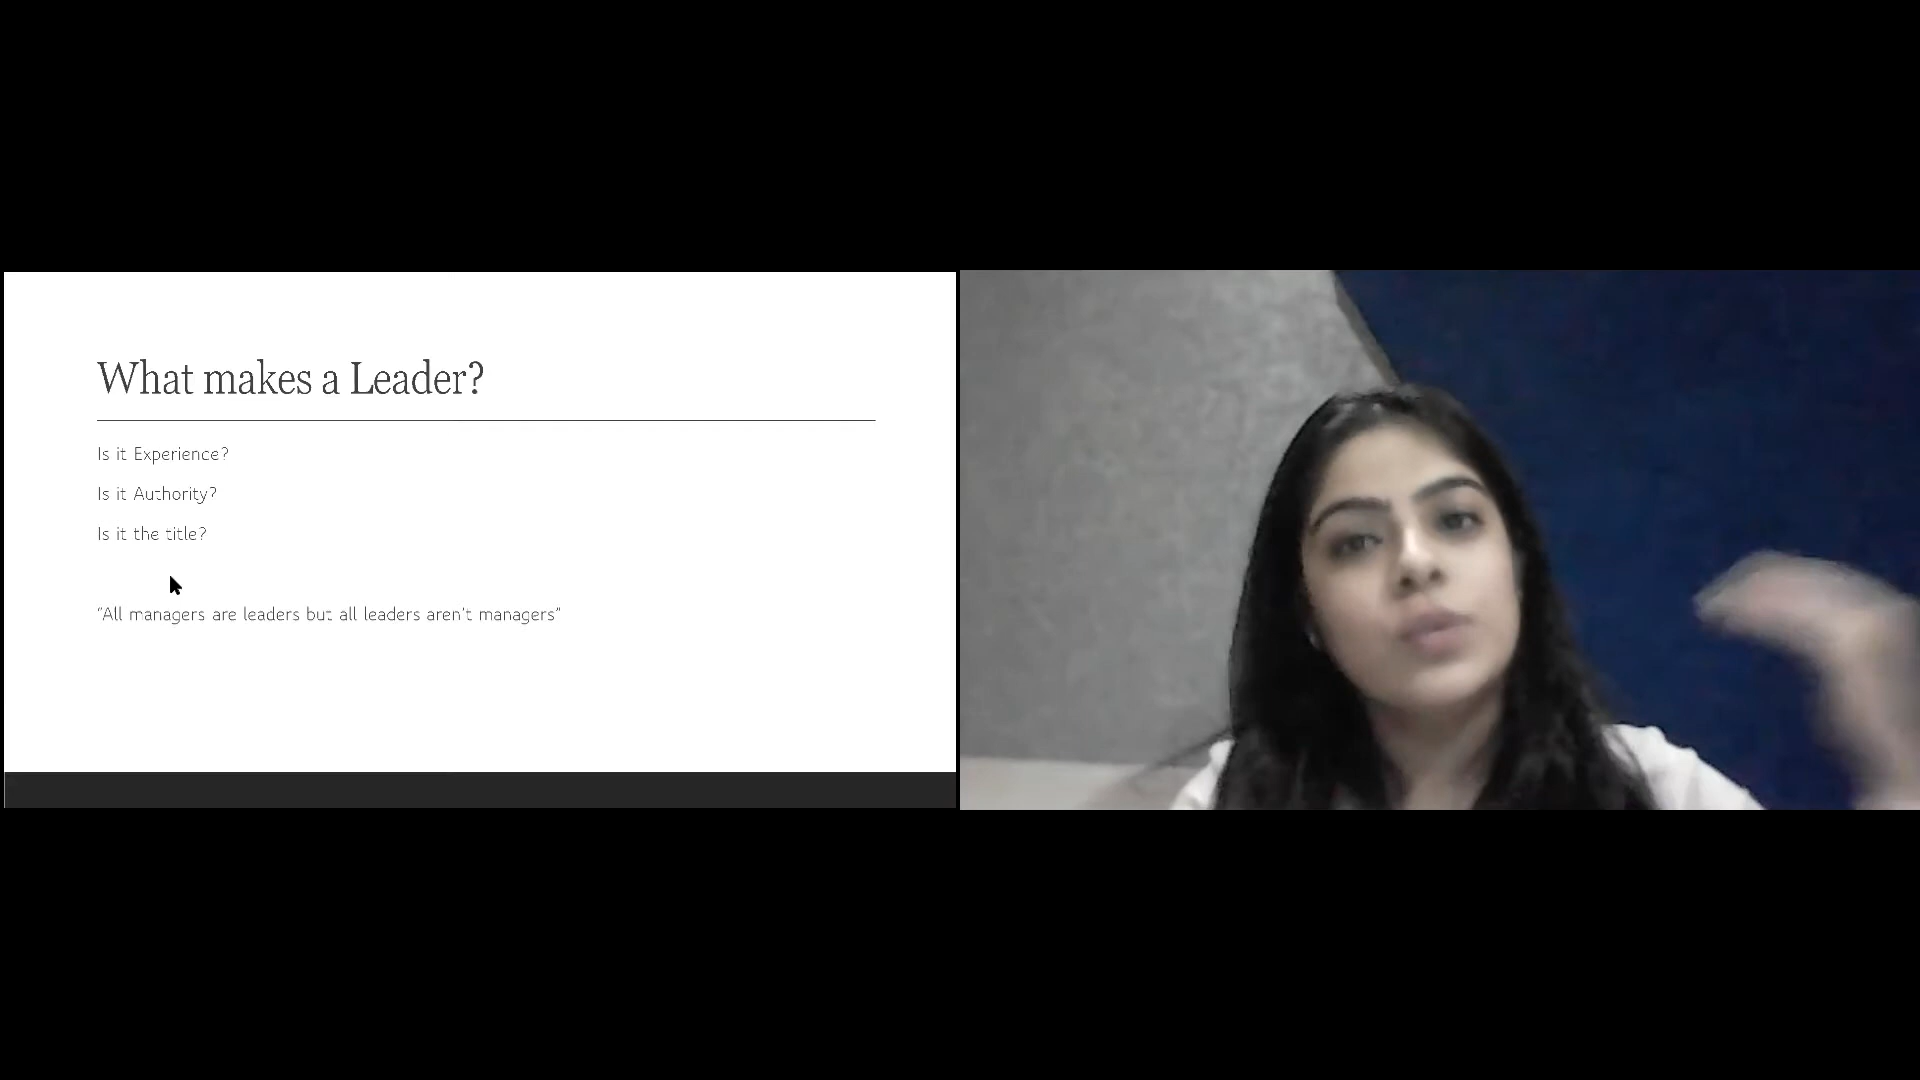 What makes a Leader?
Is it Experience?
Is it Authority?
Is it the title?
“All managers are leaders but all leaders aren’t managers”